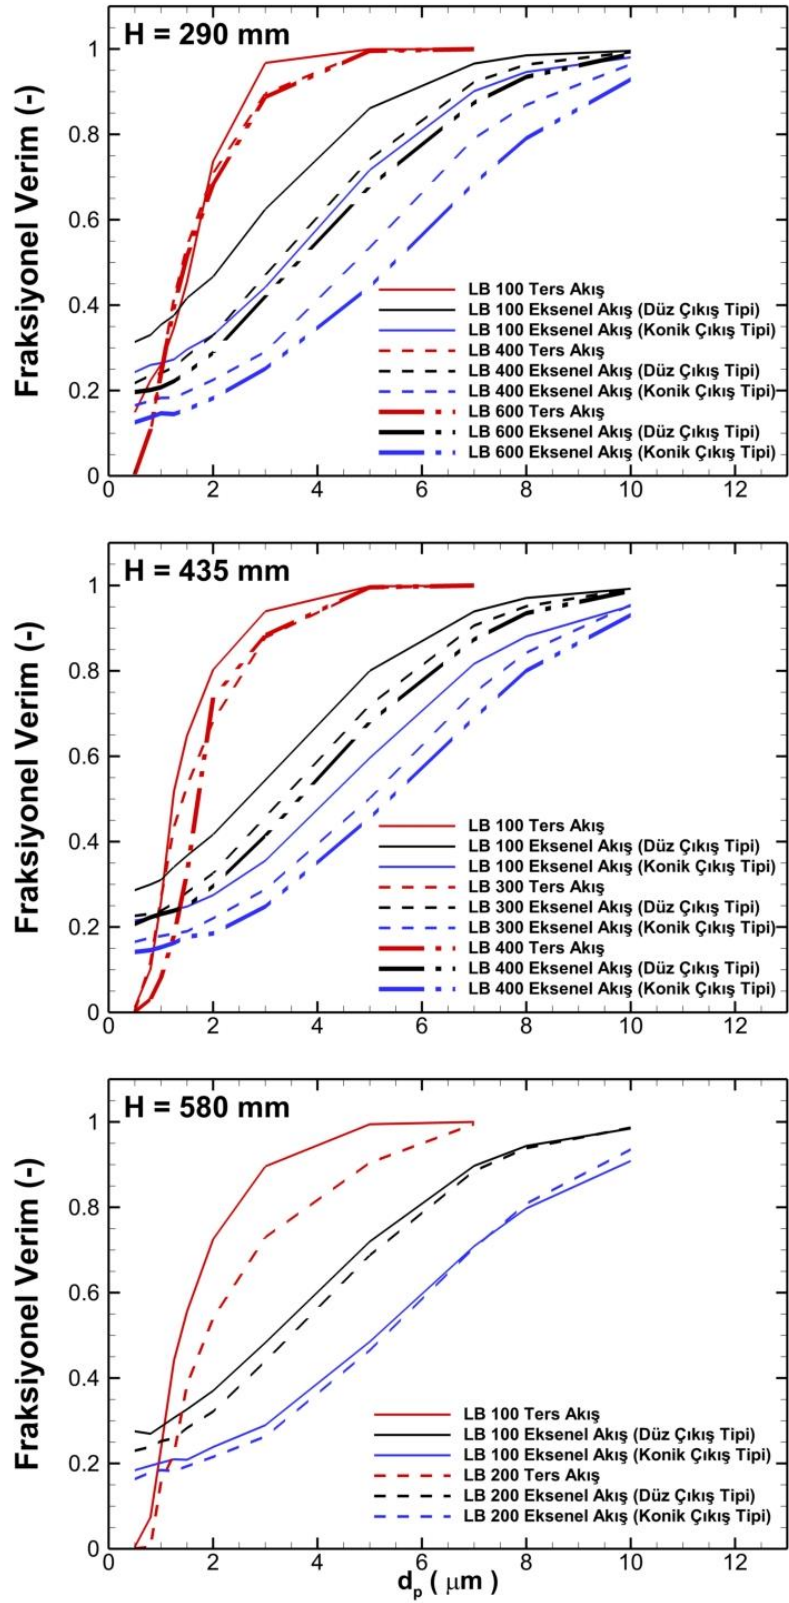 H = 290 mm
Fraksiyonel Verim (-)
1
0.8
0.6
0.4
0.2
0
0 2 4 6 8 10 12
LB 100 Ters Akış
LB 100 Eksenel Akış (Düz Çıkış Tipi)
LB 100 Eksenel Akış (Konik Çıkış Tipi)
LB 400 Ters Akış
LB 400 Eksenel Akış (Düz Çıkış Tipi)
LB 400 Eksenel Akış (Konik Çıkış Tipi)
LB 600 Ters Akış
LB 600 Eksenel Akış (Düz Çıkış Tipi)
LB 600 Eksenel Akış (Konik Çıkış Tipi)
H = 435 mm
Fraksiyonel Verim (-)
1
0.8
0.6
0.4
0.2
0
0 2 4 6 8 10 12
LB 100 Ters Akış
LB 100 Eksenel Akış (Düz Çıkış Tipi)
LB 100 Eksenel Akış (Konik Çıkış Tipi)
LB 300 Ters Akış
LB 300 Eksenel Akış (Düz Çıkış Tipi)
LB 300 Eksenel Akış (Konik Çıkış Tipi)
LB 400 Ters Akış
LB 400 Eksenel Akış (Düz Çıkış Tipi)
LB 400 Eksenel Akış (Konik Çıkış Tipi)
H = 580 mm
Fraksiyonel Verim (-)
1
0.8
0.6
0.4
0.2
0
0 2 4 6 8 10 12
LB 100 Ters Akış
LB 100 Eksenel Akış (Düz Çıkış Tipi)
LB 100 Eksenel Akış (Konik Çıkış Tipi)
LB 200 Ters Akış
LB 200 Eksenel Akış (Düz Çıkış Tipi)
LB 200 Eksenel Akış (Konik Çıkış Tipi)
dp ( μm )